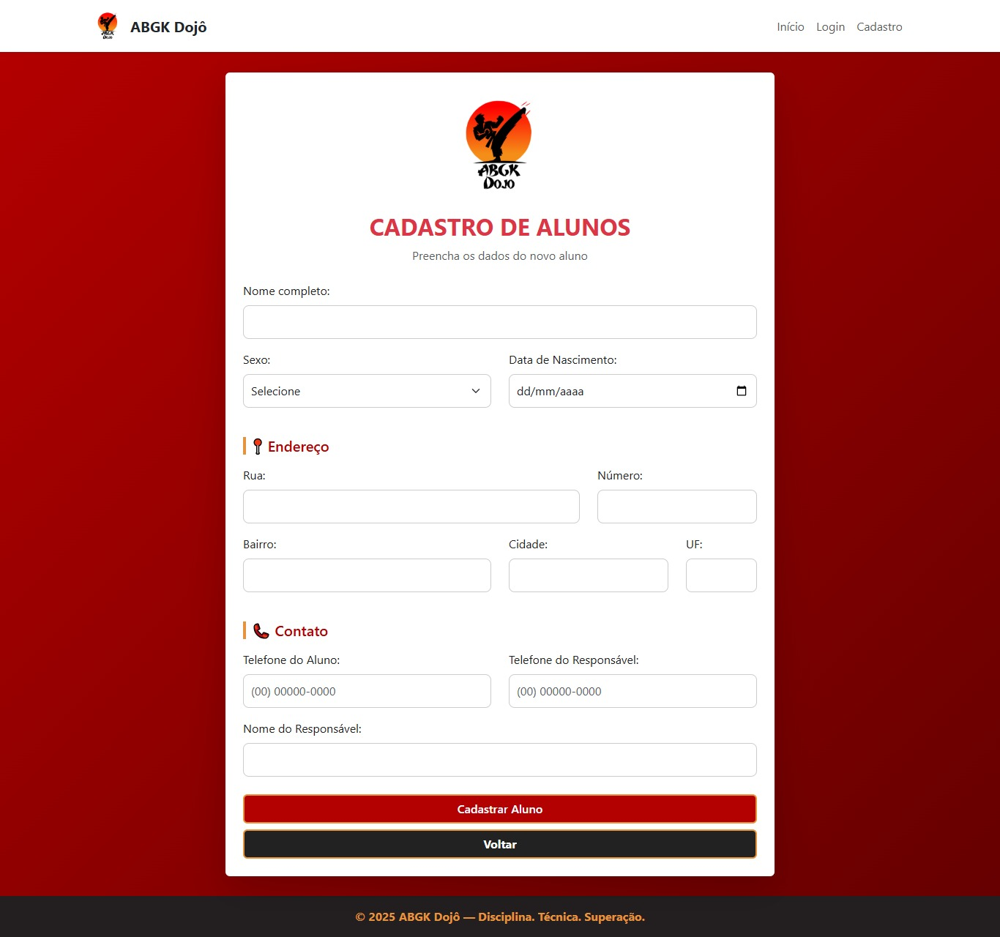 ABGK
DOJO
ABGK Dojô
Início Login Cadastro
ABGK
DOJO
CADASTRO DE ALUNOS
Preencha os dados do novo aluno
Nome completo:
Sexo: Data de Nascimento:
Selecione dd/mm/aaaa
Endereço
Rua: Número:
Bairro: Cidade: UF:
Contato
Telefone do Aluno: Telefone do Responsável:
(00) 00000-0000 (00) 00000-0000
Nome do Responsável:
Cadastrar Aluno
Voltar
© 2025 ABGK Dojô — Disciplina. Técnica. Superação.